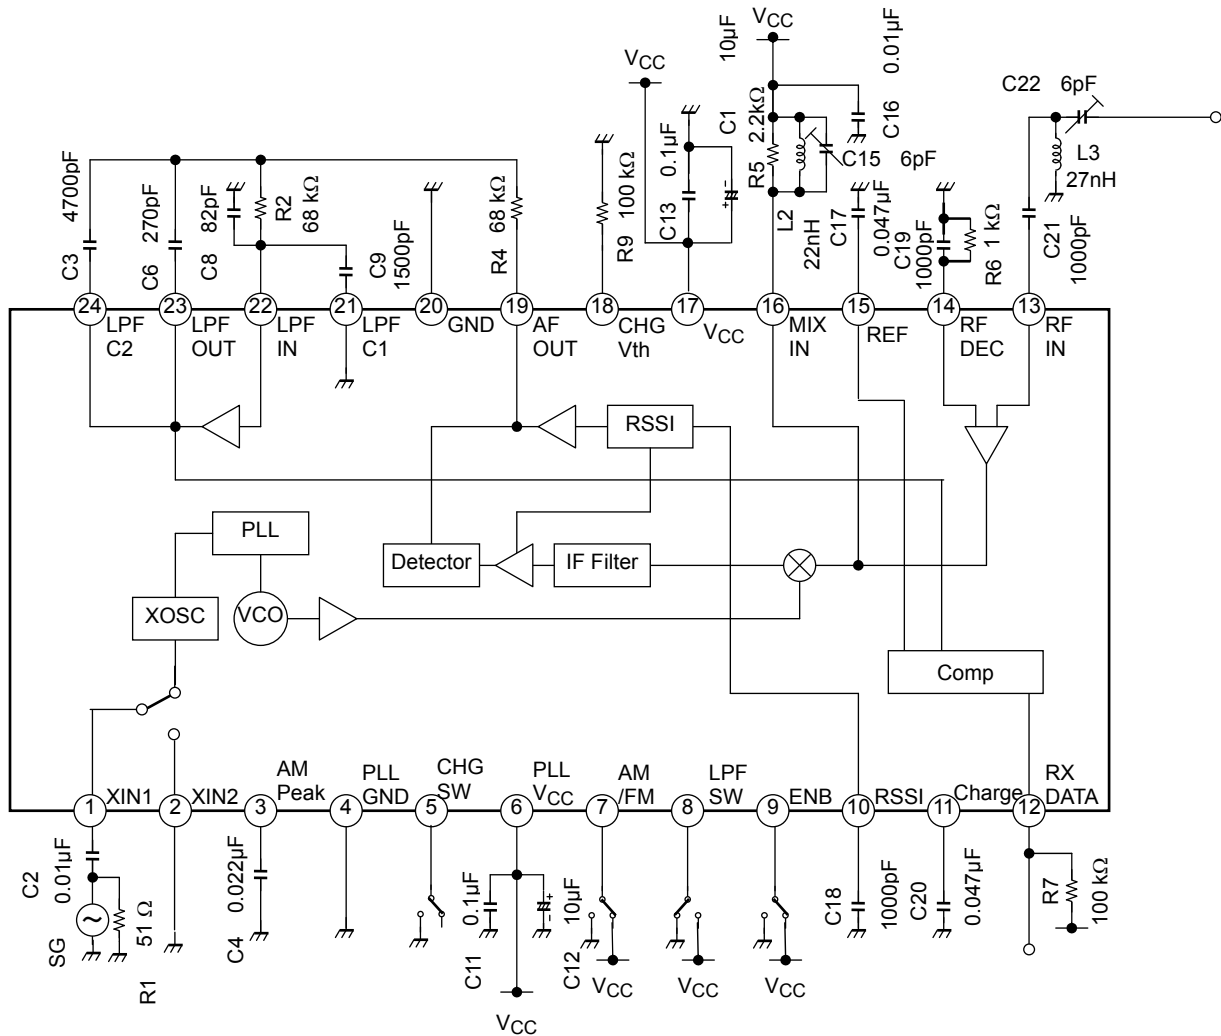 VCC
10µF
0.01µF
VCC
C22 6pF
C1
2.2kΩ
C16
0.1µF
C15 6pF
L3
27nH
4700pF
270pF
82pF
R2
68 kΩ
68 kΩ
100 kΩ
C13
R5
L2
22nH
C17
0.047µF
C19
1000pF
R6 1 kΩ
C21
1000pF
C3
C6
C8
C9
1500pF
R4
R9
24
23
22
21
20
19
18
17
16
15
14
13
LPF
C2
LPF
OUT
LPF
IN
LPF
C1
GND
AF
OUT
CHG
Vth
VCC
MIX
IN
REF
RF
DEC
RF
IN
RSSI
PLL
Detector
IF Filter
XOSC
VCO
Comp
XIN1
XIN2
AM
Peak
PLL
GND
CHG
SW
PLL
VCC
AM
/FM
LPF
SW
ENB
RSSI
Charge
RX
DATA
1
2
3
4
5
6
7
8
9
10
11
12
C2
0.01µF
SG
~
51 Ω
R1
0.022µF
C4
0.1µF
C11
10µF
C12
C18
1000pF
C20
0.047µF
R7
100 kΩ
VCC
VCC
VCC
VCC